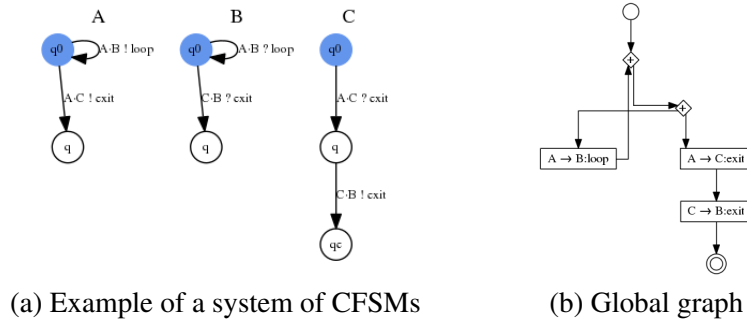 A B C
q0 A·B ! loop q0 A·B ? loop q0
A·C ! exit C·B ? exit A·C ? exit
q q q
C·B ! exit
qc
+
+
A → B:loop A → C:exit
C → B:exit
(a) Example of a system of CFSMs (b) Global graph